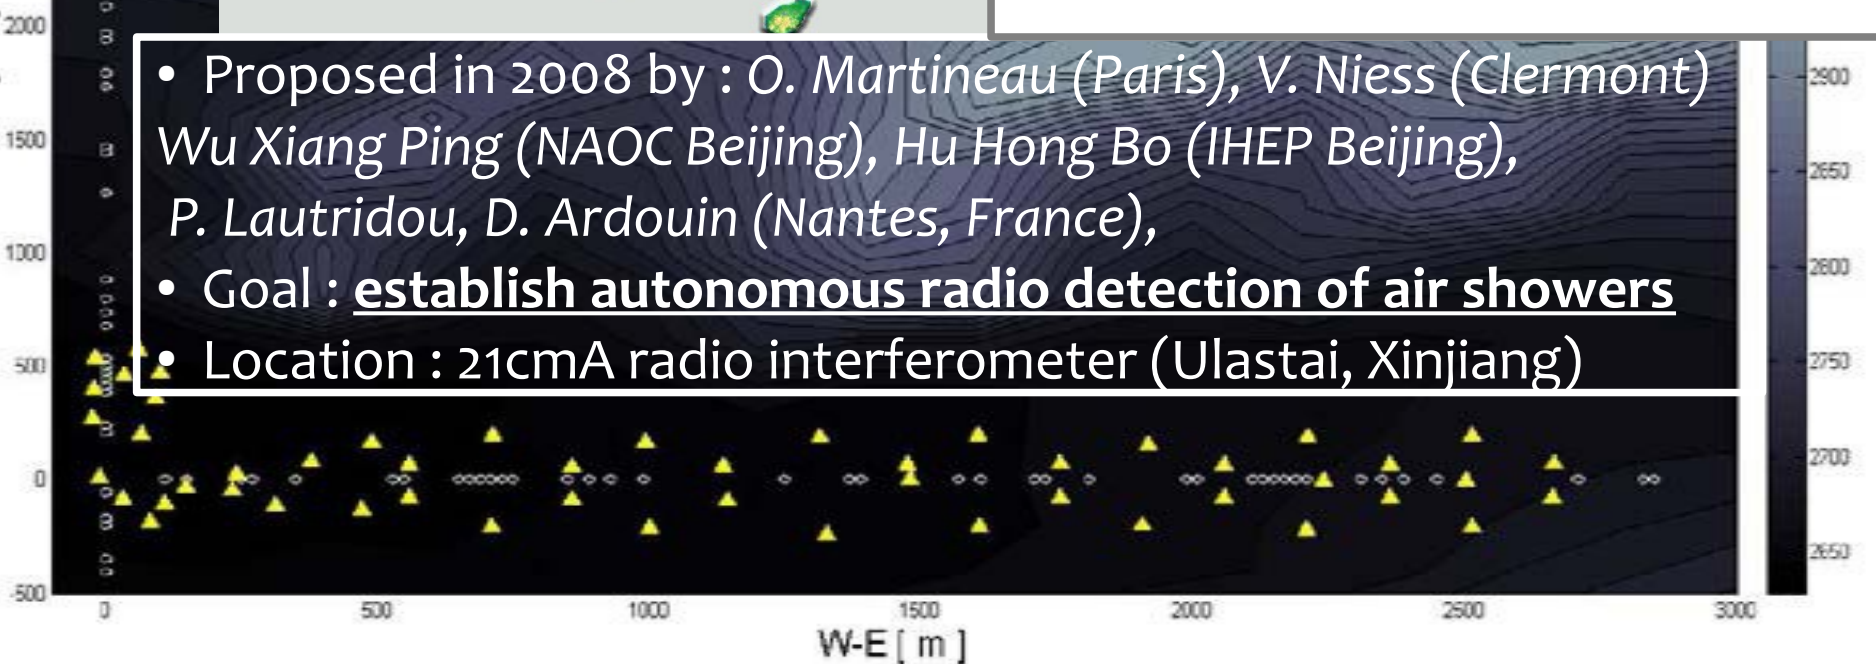 2000
• Proposed in 2008 by : O. Martineau (Paris), V. Niess (Clermont)
Wu Xiang Ping (NAOC Beijing), Hu Hong Bo (IHEP Beijing),
P. Lautridou, D. Ardouin (Nantes, France),
• Goal : establish autonomous radio detection of air showers
• Location : 21cmA radio interferometer (Ulastai, Xinjiang)
1500
1000
500
0
-500
0 500 1000 1500 2000 2500 3000
W-E [ m ]
2900
2650
2800
2750
2700
2650